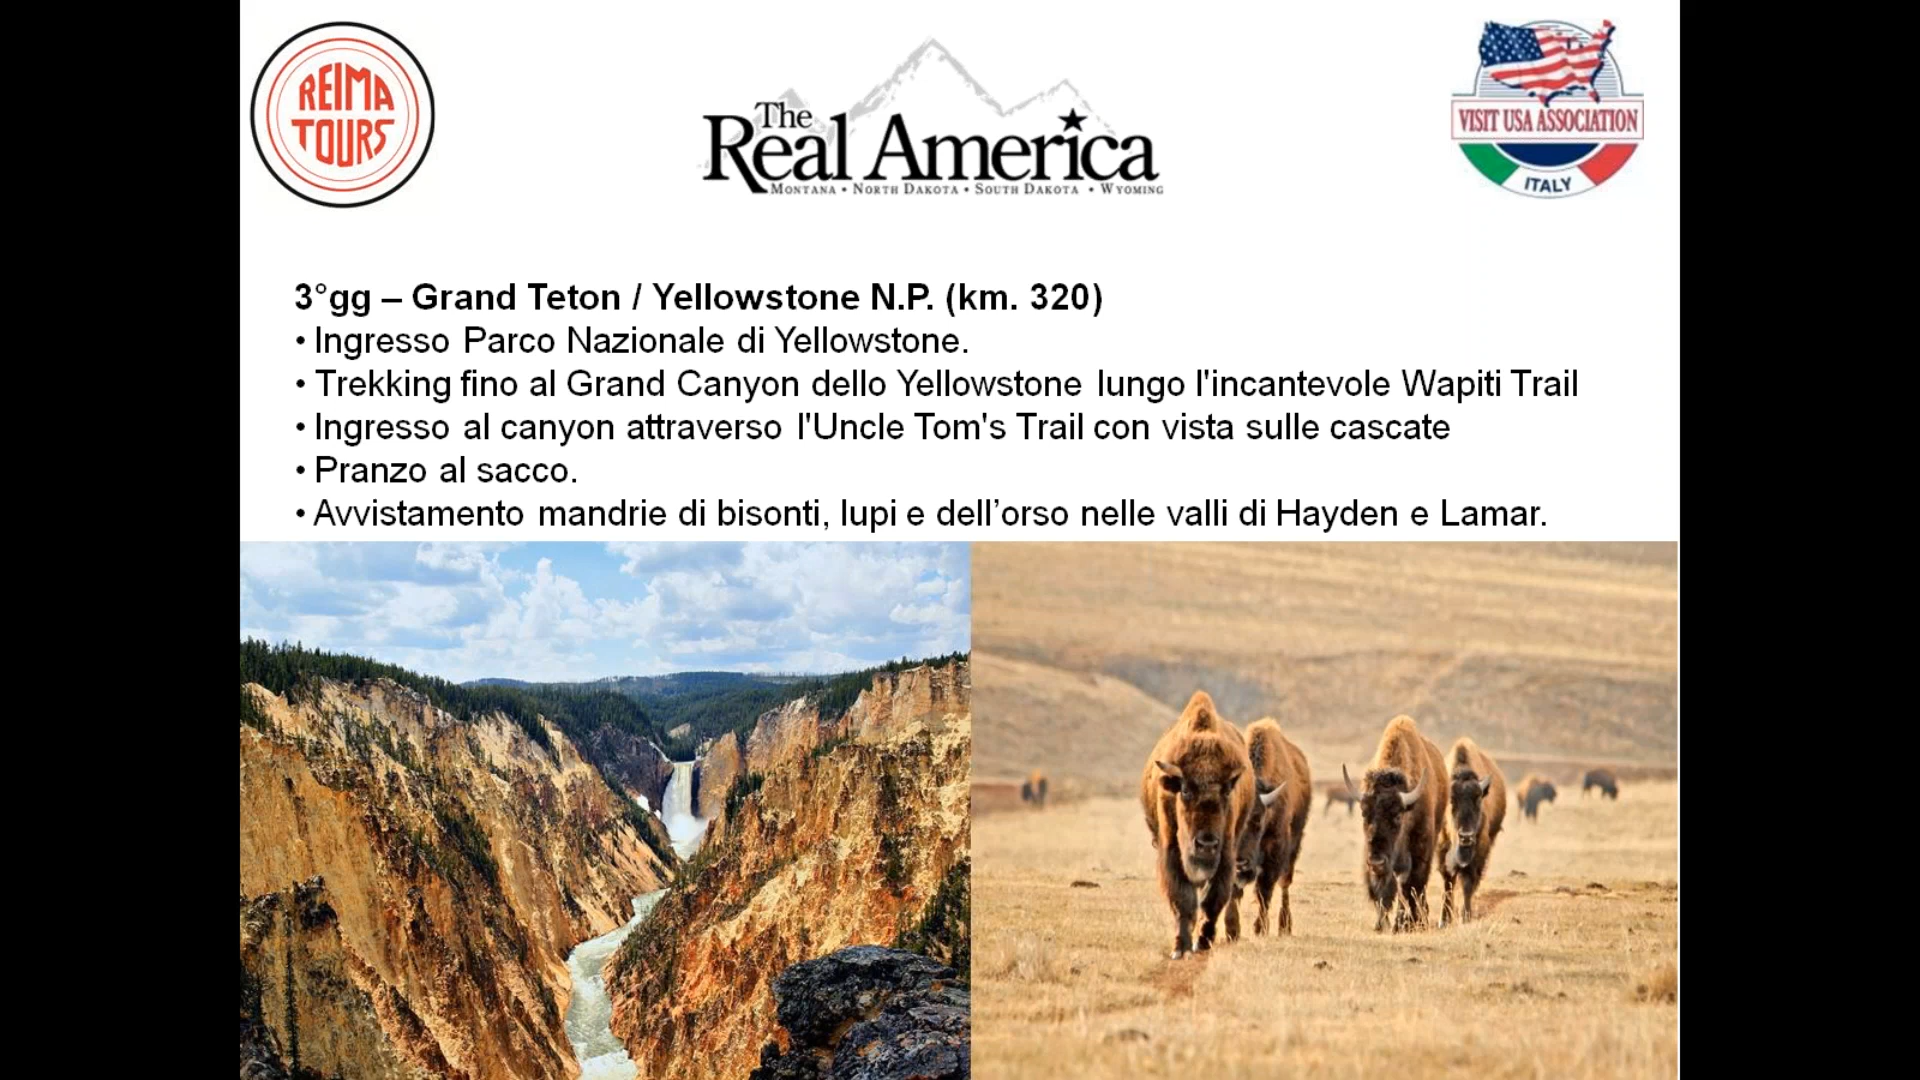 REIMA
TOURS
The
Real America
MONTANA • NORTH DAKOTA • SOUTH DAKOTA • WYOMING
VISIT USA ASSOCIATION
ITALY
3°gg – Grand Teton / Yellowstone N.P. (km. 320)
• Ingresso Parco Nazionale di Yellowstone.
• Trekking fino al Grand Canyon dello Yellowstone lungo l'incantevole Wapiti Trail
• Ingresso al canyon attraverso l'Uncle Tom's Trail con vista sulle cascate
• Pranzo al sacco.
• Avvistamento mandrie di bisonti, lupi e dell’orso nelle valli di Hayden e Lamar.